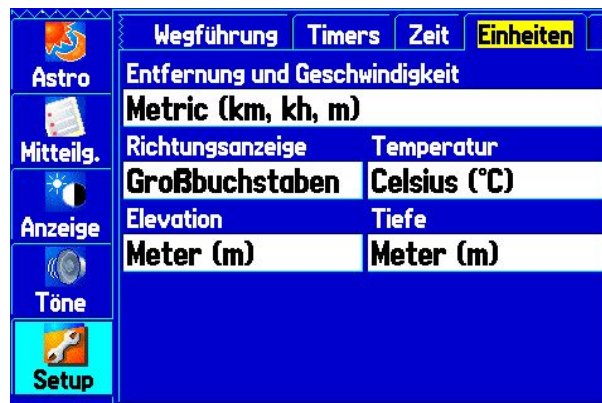 Wegführung Timers Zeit Einheiten
Astro
Mitteilg.
Anzeige
Töne
Setup
Entfernung und Geschwindigkeit
Metric (km, kh, m)
Richtungsanzeige Temperatur
Großbuchstaben Celsius (°C)
Elevation Tiefe
Meter (m) Meter (m)